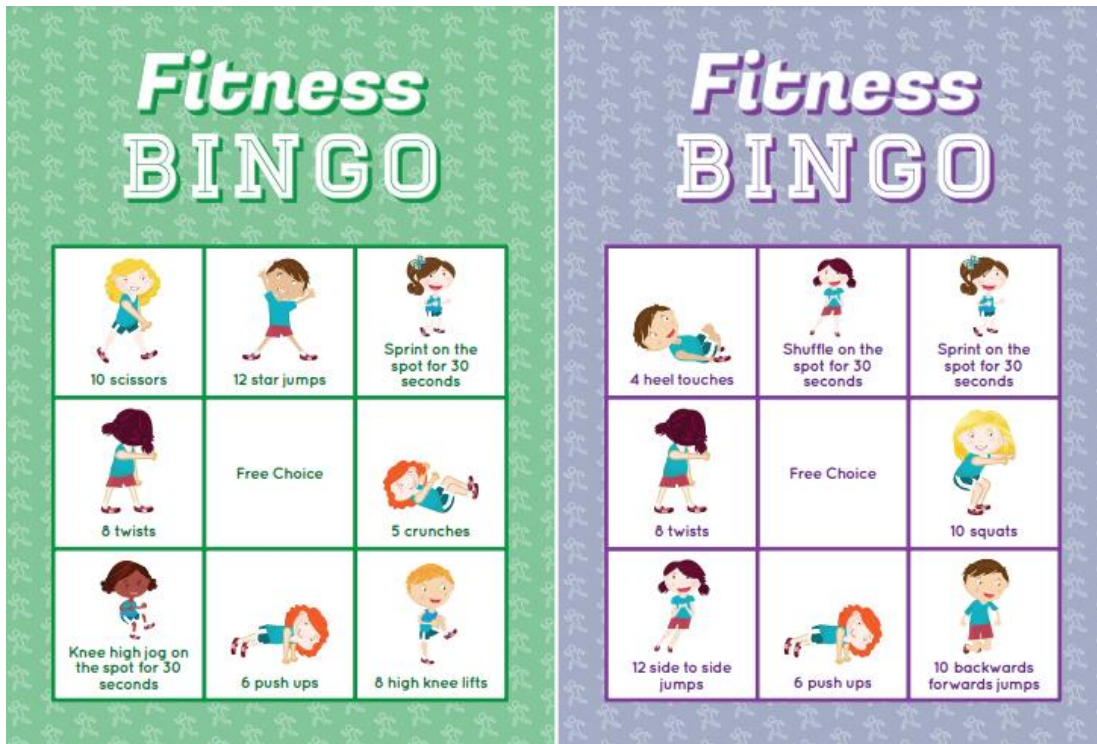 Fitness
BINGO
10 scissors
12 star jumps
Sprint on the
spot for 30
seconds
8 twists
Free Choice
5 crunches
Knee high jog on
the spot for 30
seconds
6 push ups
8 high knee lifts
Fitness
BINGO
4 heel touches
Shuffle on the
spot for 30
seconds
Sprint on the
spot for 30
seconds
8 twists
Free Choice
10 squats
12 side to side
jumps
6 push ups
10 backwards
forwards jumps